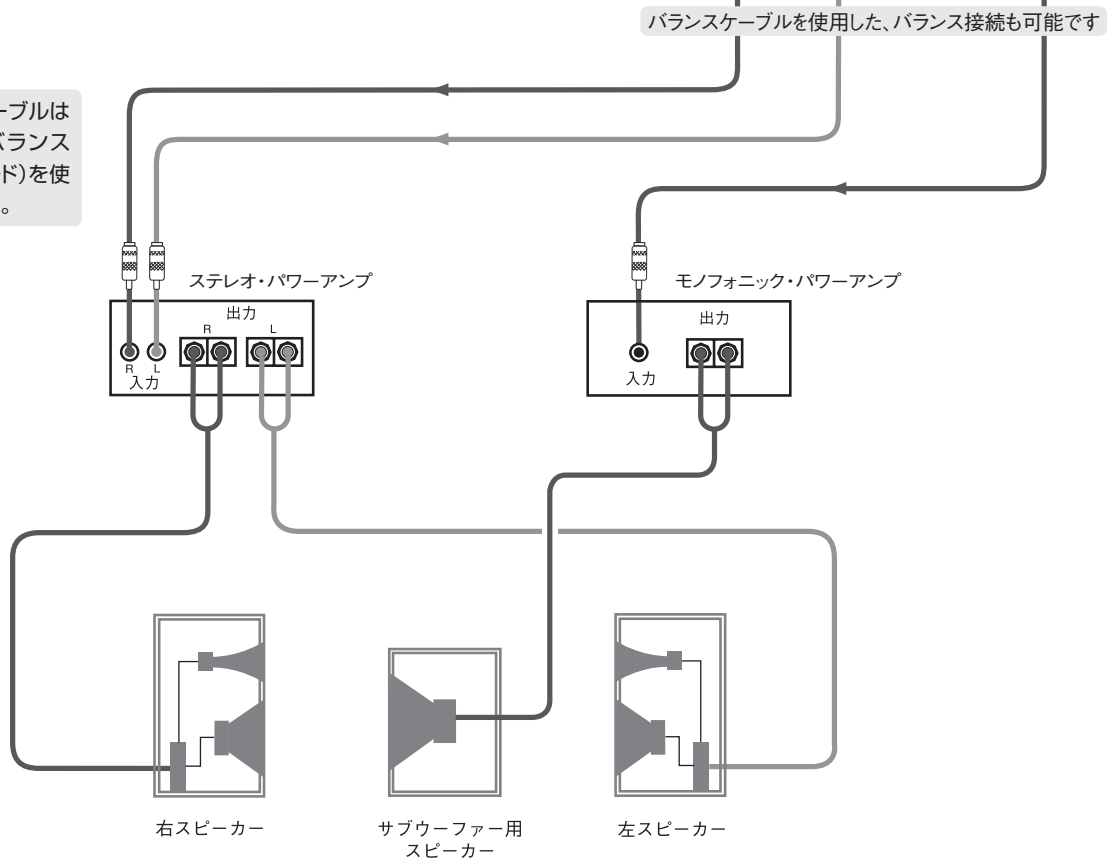 バランスケーブルを使用した、バランス接続も可能です
ーブルは
バランス
ド)を使
。
ステレオ・パワーアンプ
出力
R L
R L
入力
モノフォニック・パワーアンプ
出力
入力
右スピーカー
サブウーファー用
スピーカー
左スピーカー